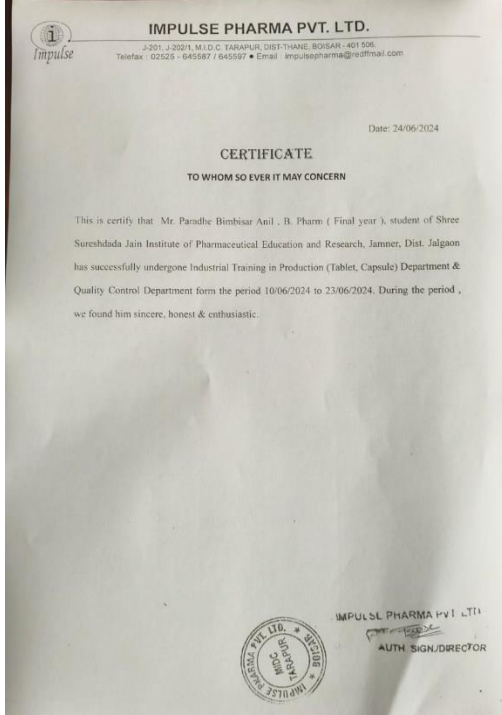 i
Impulse
IMPULSE PHARMA PVT. LTD.
J-201, J-202/1, M.I.D.C. TARAPUR, DIST-THANE, BOISAR - 401 506.
Telefax : 02525 - 645587 / 645597 ● Email : impulsepharma@rediffmail.com
Date: 24/06/2024
CERTIFICATE
TO WHOM SO EVER IT MAY CONCERN
This is certify that Mr. Paradhe Bimbisar Anil , B. Pharm ( Final year ), student of Shree
Sureshdada Jain Institute of Pharmaceutical Education and Research, Jamner, Dist. Jalgaon
has successfully undergone Industrial Training in Production (Tablet, Capsule) Department &
Quality Control Department form the period 10/06/2024 to 23/06/2024. During the period ,
we found him sincere, honest & enthusiastic.
IMPULSE PHARMA PVT LTD
AUTH. SIGN./DIRECTOR
IMPULSE PHARMA PVT. LTD. * BOISAR *
MIDC
TARAPUR